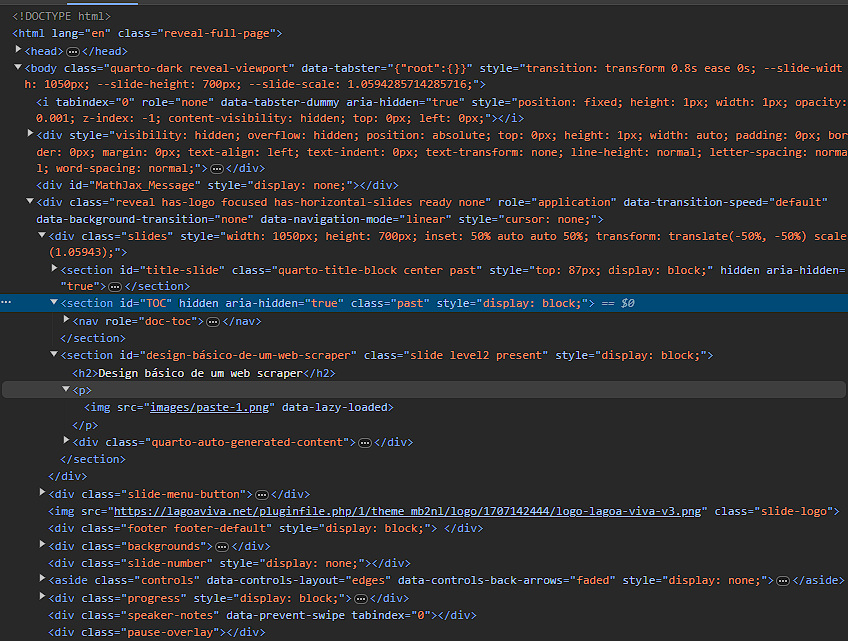 <!DOCTYPE html>
<html lang="en" class="reveal-full-page">
<head>⋯</head>
<body class="quarto-dark reveal-viewport" data-tabster="{"root":{}}" style="transition: transform 0.8s ease 0s; --slide-widt
h: 1050px; --slide-height: 700px; --slide-scale: 1.0594285714285716;">
<i tabindex="0" role="none" data-tabster-dummy aria-hidden="true" style="position: fixed; height: 1px; width: 1px; opacity:
0.001; z-index: -1; content-visibility: hidden; top: 0px; left: 0px;"></i>
<div style="visibility: hidden; overflow: hidden; position: absolute; top: 0px; height: 1px; width: auto; padding: 0px; bor
der: 0px; margin: 0px; text-align: left; text-indent: 0px; text-transform: none; line-height: normal; letter-spacing: norma
l; word-spacing: normal;">⋯</div>
<div id="MathJax_Message" style="display: none;"></div>
<div class="reveal has-logo focused has-horizontal-slides ready none" role="application" data-transition-speed="default"
data-background-transition="none" data-navigation-mode="linear" style="cursor: none;">
<div class="slides" style="width: 1050px; height: 700px; inset: 50% auto auto 50%; transform: translate(-50%, -50%) scale
(1.05943);">
<section id="title-slide" class="quarto-title-block center past" style="top: 87px; display: block;" hidden aria-hidden=
"true">⋯</section>
⋯ <section id="TOC" hidden aria-hidden="true" class="past" style="display: block;"> == $0
<nav role="doc-toc">⋯</nav>
</section>
<section id="design-básico-de-um-web-scraper" class="slide level2 present" style="display: block;">
<h2>Design básico de um web scraper</h2>
<p>
<img src="images/paste-1.png" data-lazy-loaded>
</p>
<div class="quarto-auto-generated-content">⋯</div>
</section>
</div>
<div class="slide-menu-button">⋯</div>
<img src="https://lagoaviva.net/pluginfile.php/1/theme_mb2nl/logo/1707142444/logo-lagoa-viva-v3.png" class="slide-logo">
<div class="footer footer-default" style="display: block;"> </div>
<div class="backgrounds">⋯</div>
<div class="slide-number" style="display: none;"></div>
<aside class="controls" data-controls-layout="edges" data-controls-back-arrows="faded" style="display: none;">⋯</aside>
<div class="progress" style="display: block;">⋯</div>
<div class="speaker-notes" data-prevent-swipe tabindex="0"></div>
<div class="pause-overlay"></div>